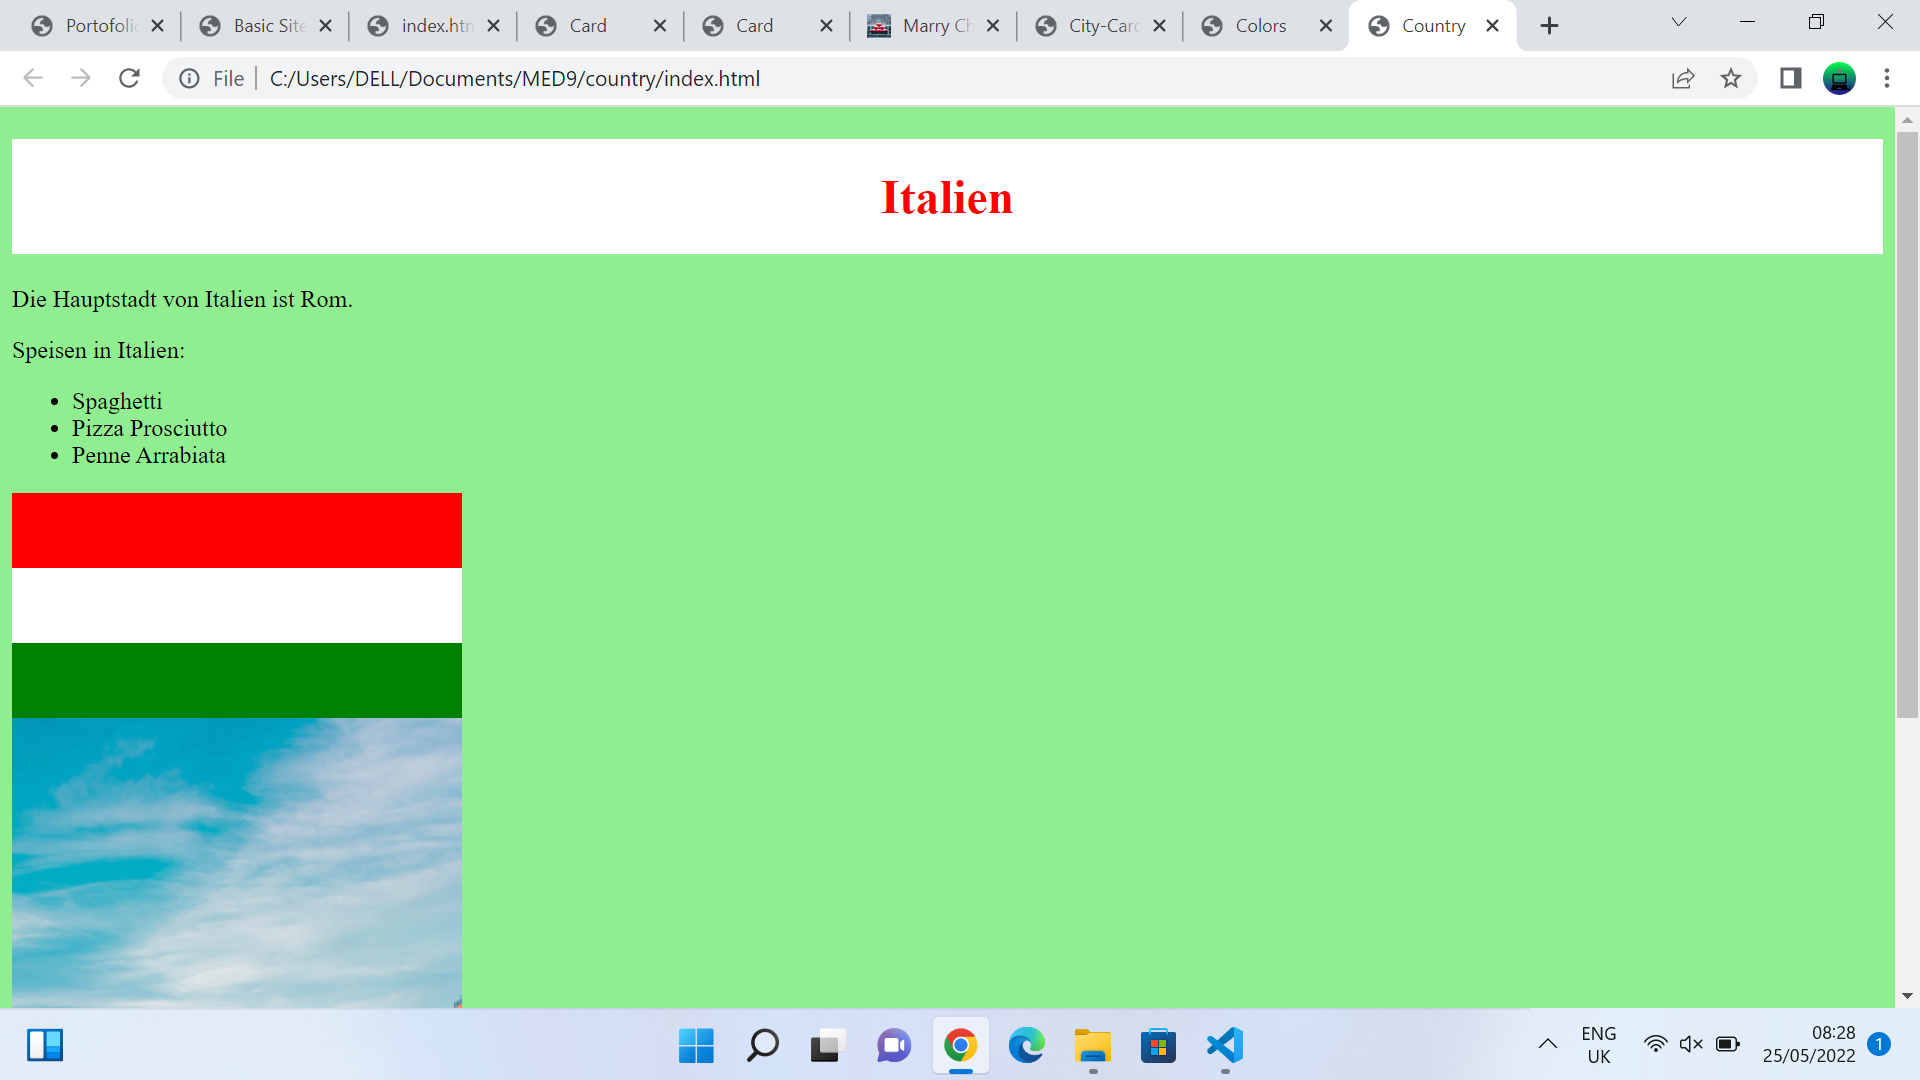 Portofoli
Basic Site
index.htm
Card
Card
Marry Ch
City-Card
Colors
Country
File
C:/Users/DELL/Documents/MED9/country/index.html
Italien
Die Hauptstadt von Italien ist Rom.
Speisen in Italien:
Spaghetti
Pizza Prosciutto
Penne Arrabiata
ENG
UK
08:28
25/05/2022
1